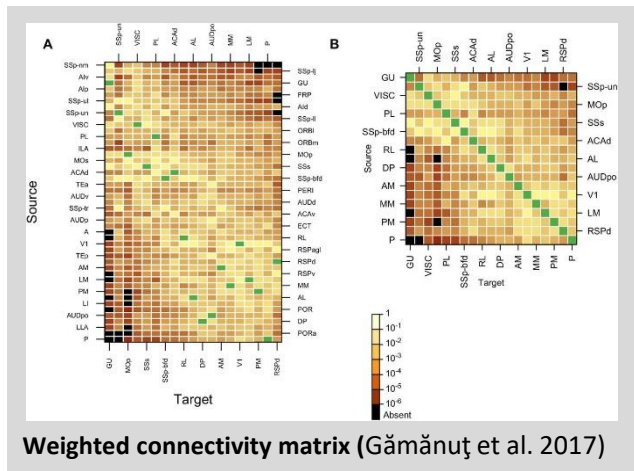 A
SSp-un
VISC
PL
ACAd
AL
AUDpo
MM
LM
P
SSp-nm
AIv
AIp
SSp-ul
SSp-un
VISC
PL
ILA
MOs
ACAd
TEa
AUDv
SSp-tr
AUDp
A
V1
TEp
AM
LM
PM
LI
AUDpo
LLA
P
SSp-lj
GU
FRP
AId
SSp-ll
ORBl
ORBm
MOp
SSs
SSp-bfd
PERI
AUDd
ACAv
ECT
RL
RSPagl
RSPd
RSPv
MM
AL
POR
DP
PORa
Source
GU
MOp
SSs
SSp-bfd
RL
DP
AM
V1
PM
RSPd
Target
B
SSp-un
MOp
SSs
ACAd
AL
AUDpo
V1
LM
RSPd
GU
VISC
PL
SSp-bfd
RL
DP
AM
MM
PM
P
SSp-un
MOp
SSs
ACAd
AL
AUDpo
V1
LM
RSPd
Source
GU
VISC
PL
SSp-bfd
RL
DP
AM
MM
PM
P
Target
1
10⁻¹
10⁻²
10⁻³
10⁻⁴
10⁻⁵
10⁻⁶
Absent
Weighted connectivity matrix (Gămănuţ et al. 2017)